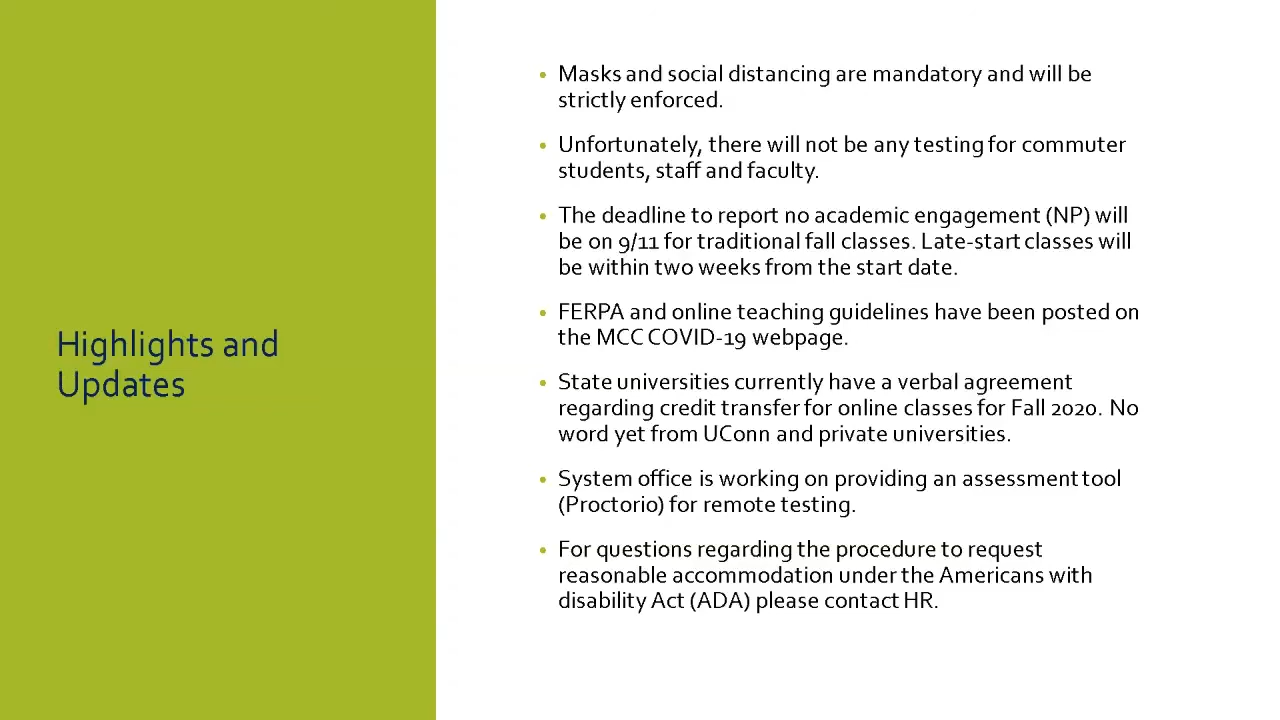 Highlights and
Updates
• Masks and social distancing are mandatory and will be
strictly enforced.
• Unfortunately, there will not be any testing for commuter
students, staff and faculty.
• The deadline to report no academic engagement (NP) will
be on 9/11 for traditional fall classes. Late-start classes will
be within two weeks from the start date.
• FERPA and online teaching guidelines have been posted on
the MCC COVID-19 webpage.
• State universities currently have a verbal agreement
regarding credit transfer for online classes for Fall 2020. No
word yet from UConn and private universities.
• System office is working on providing an assessment tool
(Proctorio) for remote testing.
• For questions regarding the procedure to request
reasonable accommodation under the Americans with
disability Act (ADA) please contact HR.